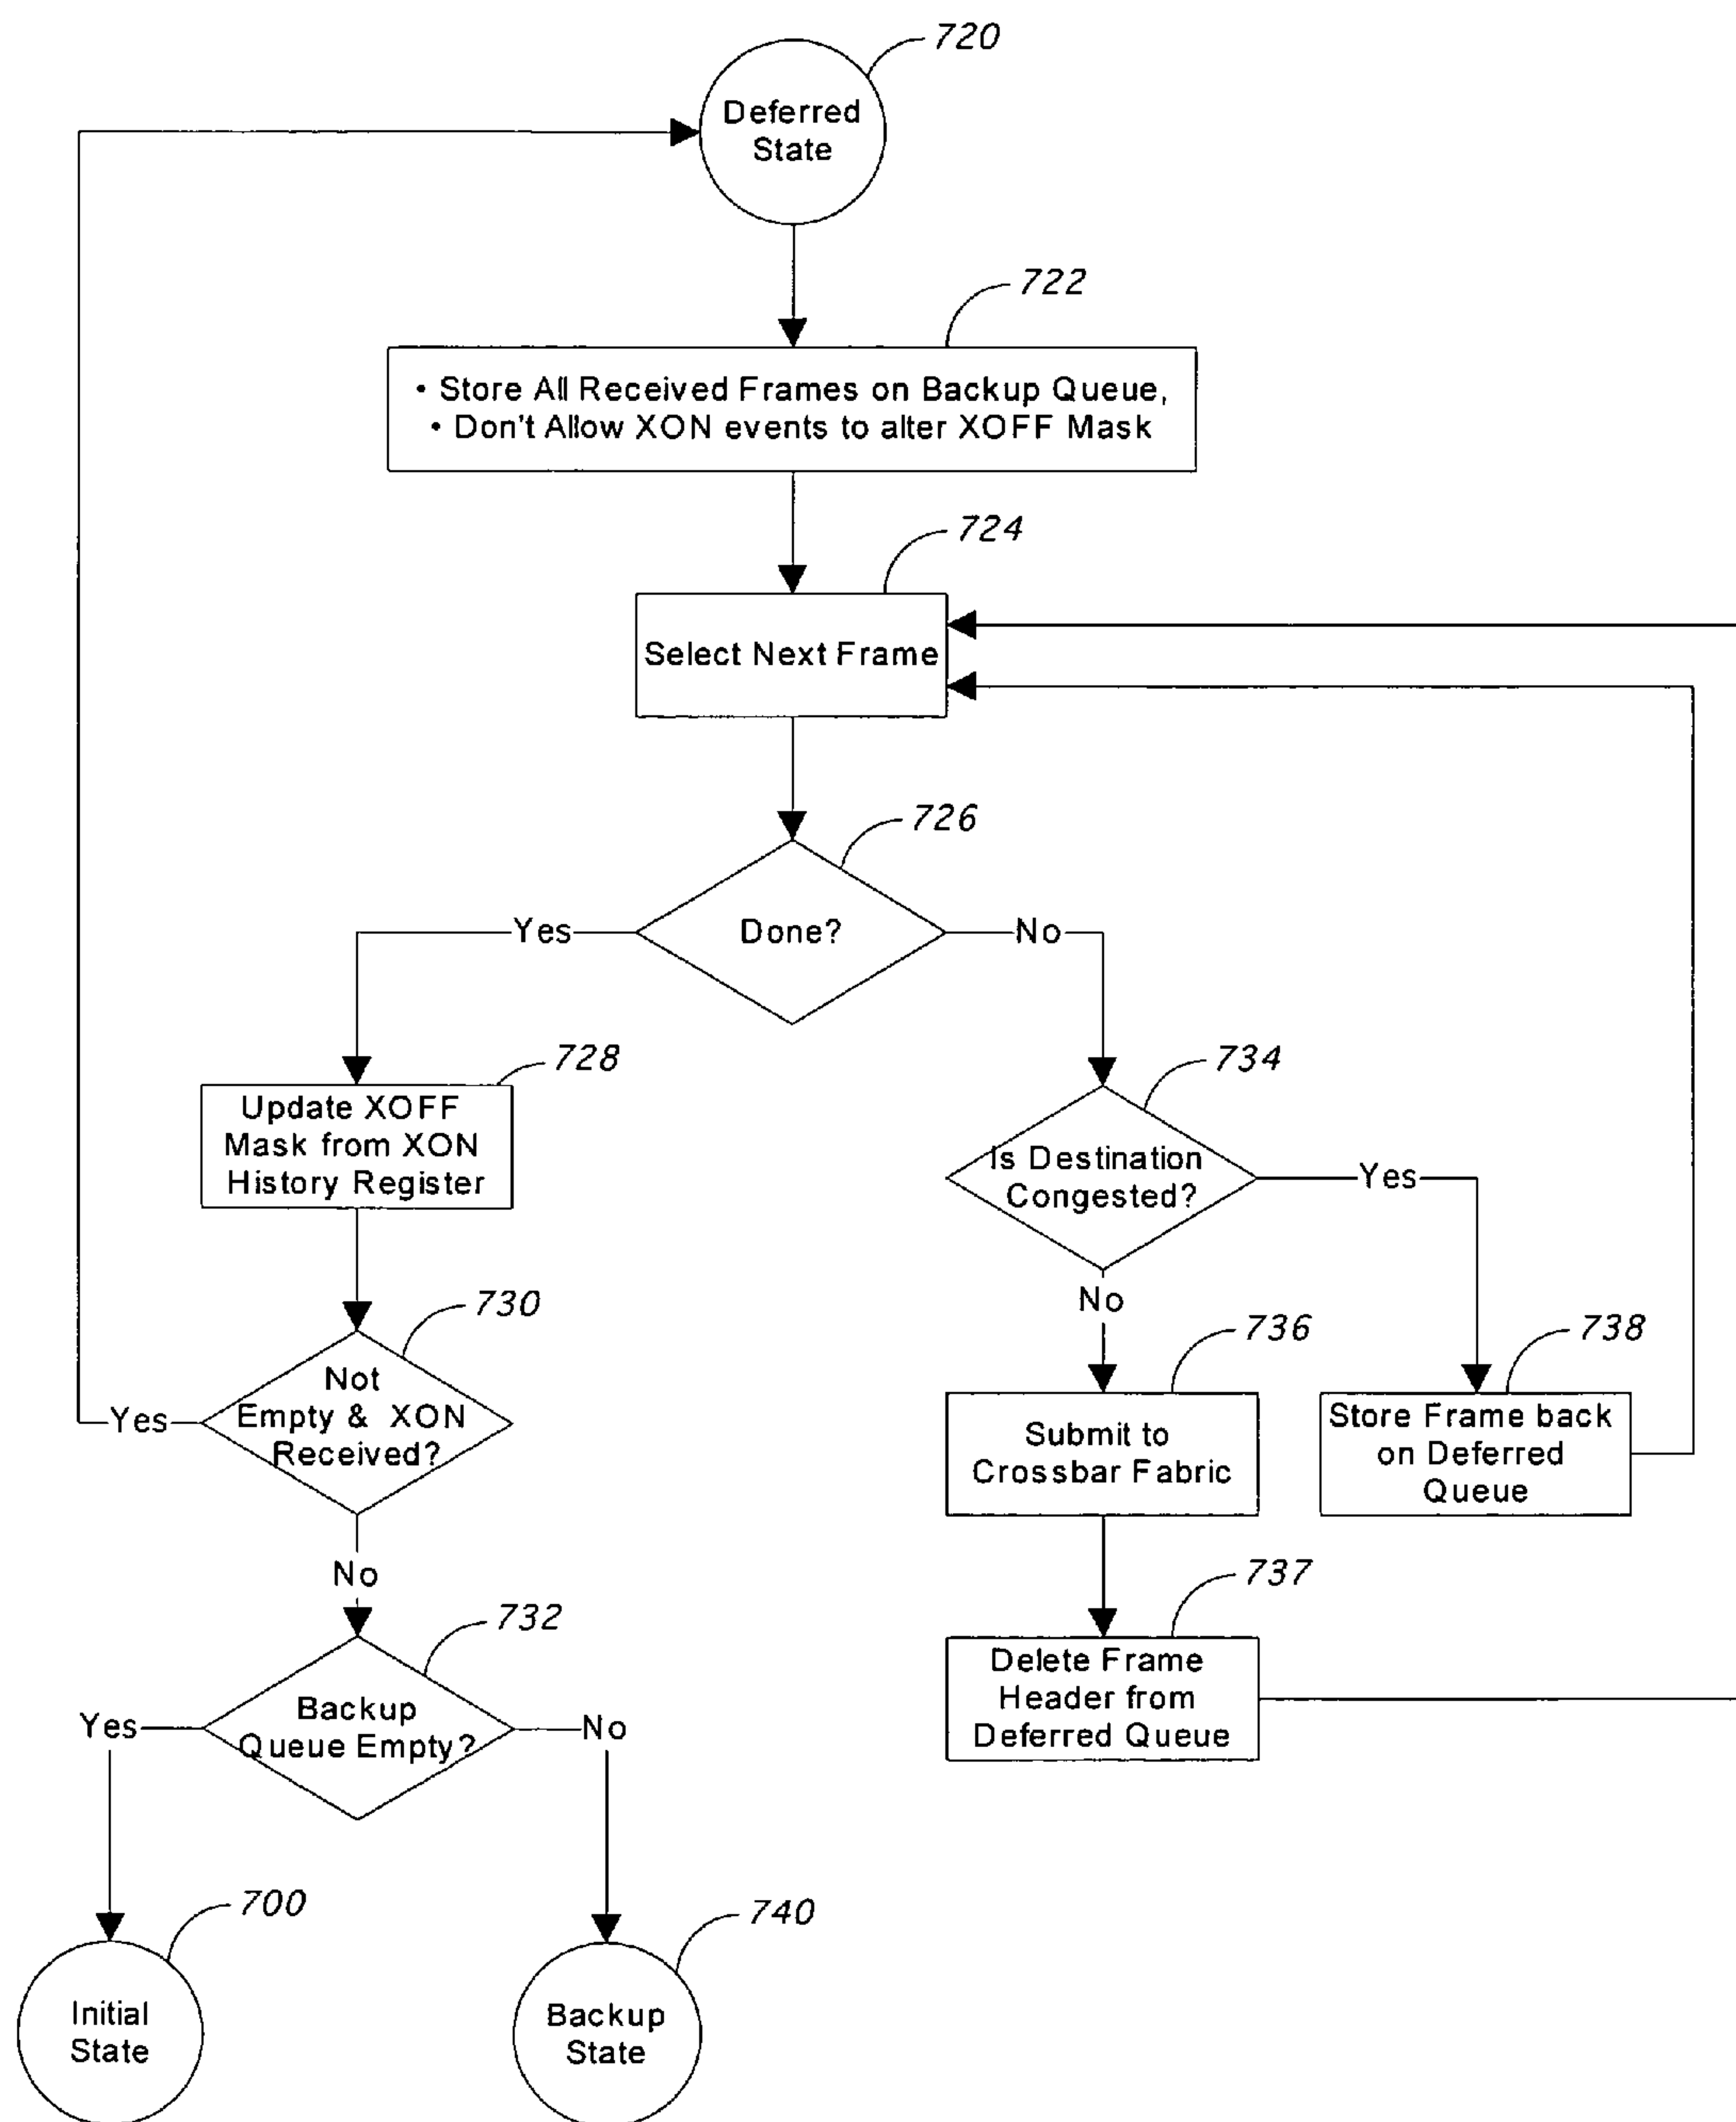 720
Deferred
State
722
• Store All Received Frames on Backup Queue,
• Don't Allow XON events to alter XOFF Mask
724
Select Next Frame
726
Yes
Done?
No
728
Update XOFF
Mask from XON
History Register
734
Is Destination
Congested?
Yes
No
730
Not
Empty & XON
Received?
Yes
No
736
Submit to
Crossbar Fabric
738
Store Frame back
on Deferred
Queue
737
Delete Frame
Header from
Deferred Queue
732
Backup
Queue Empty?
Yes
No
700
Initial
State
740
Backup
State